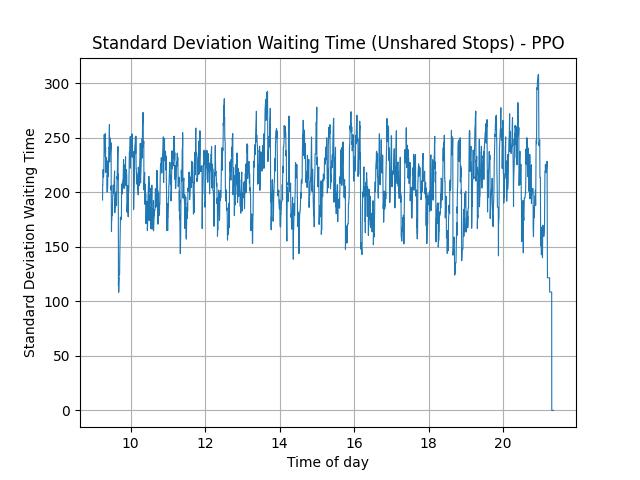 Standard Deviation Waiting Time (Unshared Stops) - PPO
Standard Deviation Waiting Time
300
250
200
150
100
50
0
10 12 14 16 18 20
Time of day